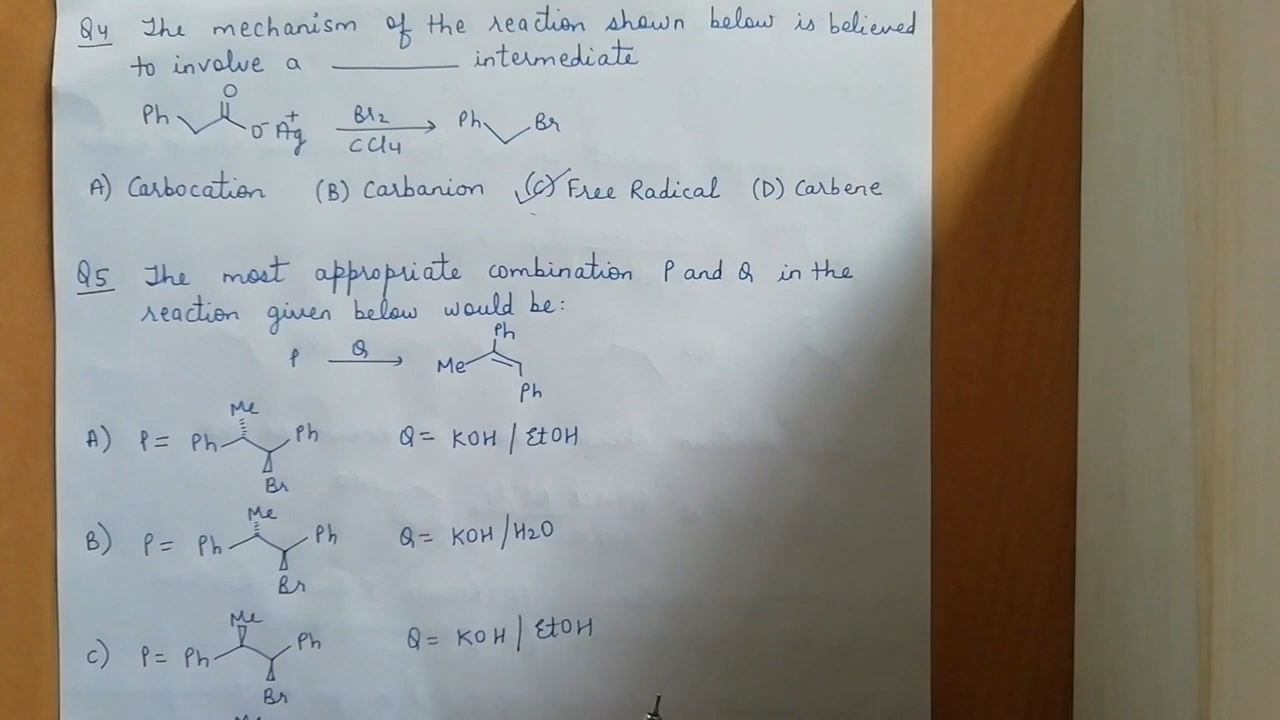 Q4 The mechanism of the reaction shown below is believed
to involve a ________ intermediate
O
Ph O⁻ Ag⁺ Br2 Ph Br
CCl4
A) Carbocation (B) Carbanion (C) Free Radical (D) Carbene
Q5 The most appropriate combination P and Q in the
reaction given below would be:
Ph
P Q Me
Ph
Me
A) P= Ph Ph Q= KOH / EtOH
Br
Me
B) P= Ph Ph Q= KOH / H2O
Br
Me
C) P= Ph Ph Q= KOH / EtOH
Br